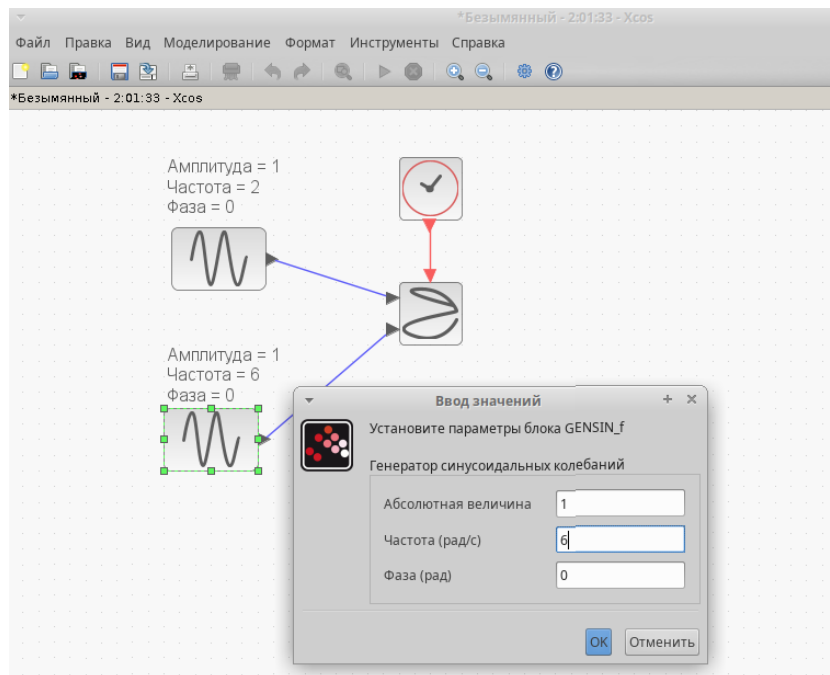 *Безымянный - 2:01:33 - Xcos
Файл Правка Вид Моделирование Формат Инструменты Справка
*Безымянный - 2:01:33 - Xcos
Амплитуда = 1
Частота = 2
Фаза = 0
Амплитуда = 1
Частота = 6
Фаза = 0
Ввод значений
Установите параметры блока GENSIN_f
Генератор синусоидальных колебаний
Абсолютная величина 1
Частота (рад/с) 6
Фаза (рад) 0
OK Отменить